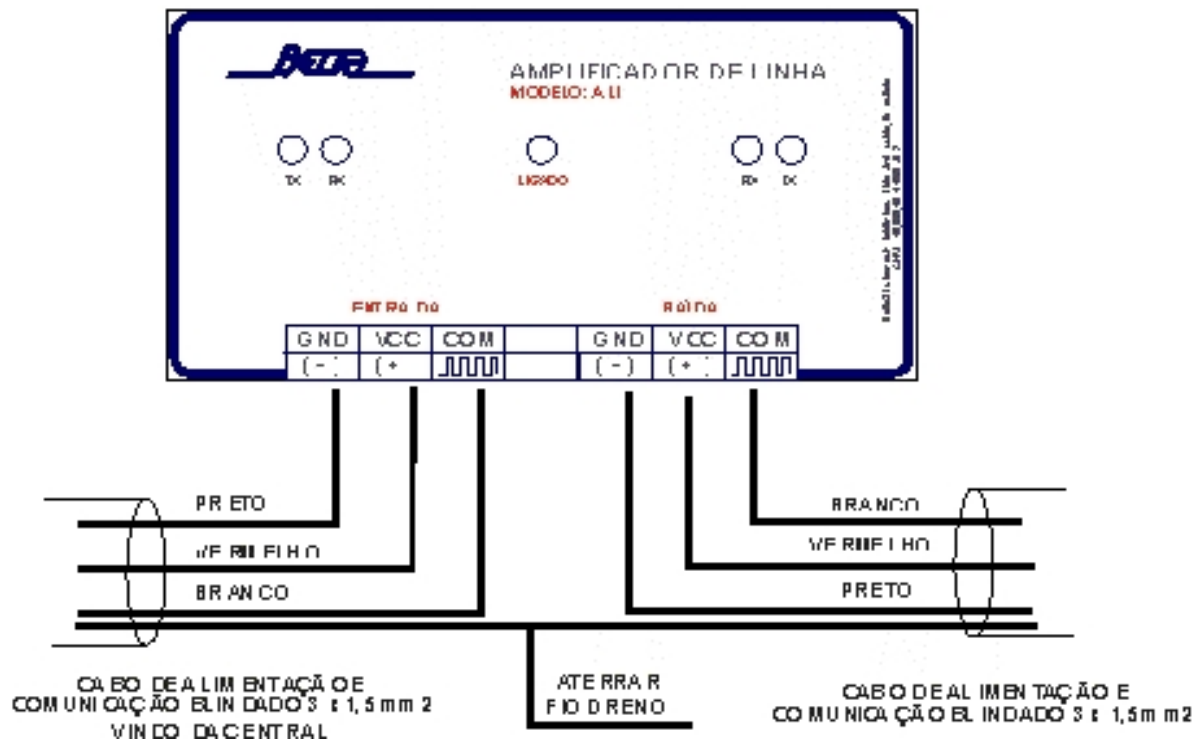 AMPLIFICADOR DE LINHA
MODELO: ALI
TX RX
LIGADO
RX TX
ENTRADA
SAÍDA
GND VCC COM
GND VCC COM
(-) (+
(-) (+)
PRETO
VERMELHO
BRANCO
BRANCO
VERMELHO
PRETO
CABO DE ALIMENTAÇÃO E
COMUNICAÇÃO BLINDADO 3 x 1,5 mm 2
VINDO DA CENTRAL
ATERRAR
FIO DRENO
CABO DE ALIMENTAÇÃO E
COMUNICAÇÃO BLINDADO 3 x 1,5 mm2